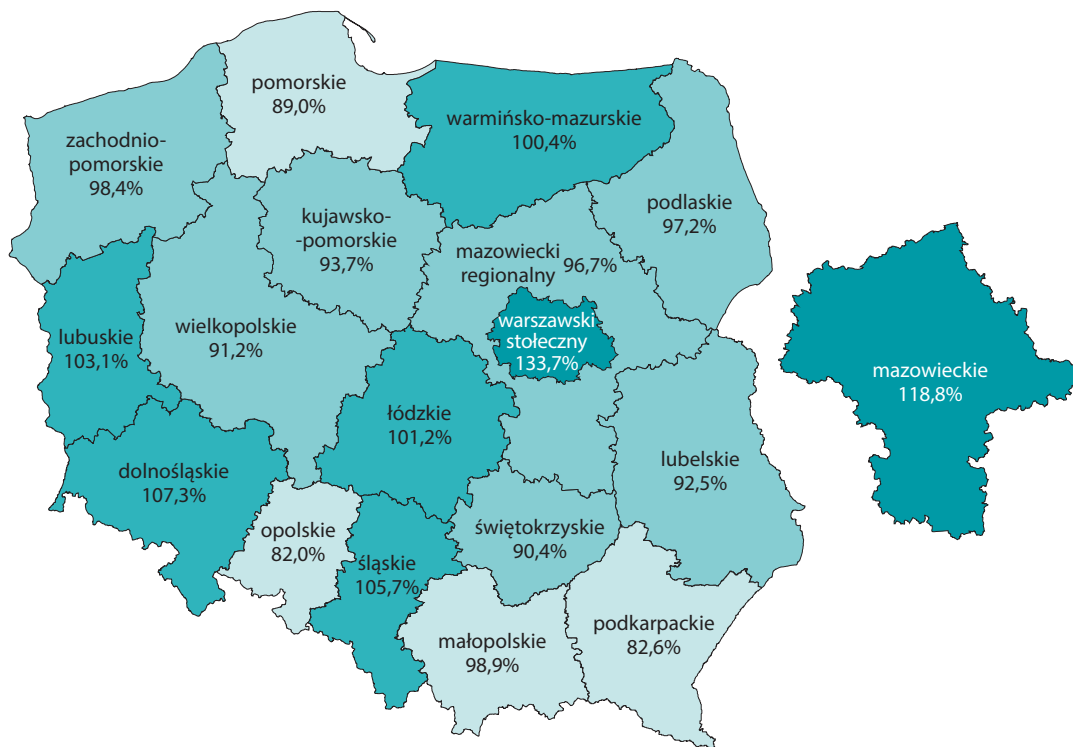 pomorskie
89,0%
warmińsko-mazurskie
100,4%
zachodnio-
pomorskie
98,4%
podlaskie
97,2%
kujawsko-
-pomorskie
93,7%
mazowiecki
regionalny
96,7%
warszawski
stołeczny
133,7%
lubuskie
103,1%
wielkopolskie
91,2%
mazowieckie
118,8%
łódzkie
101,2%
dolnośląskie
107,3%
lubelskie
92,5%
opolskie
82,0%
śląskie
105,7%
świętokrzyskie
90,4%
małopolskie
98,9%
podkarpackie
82,6%